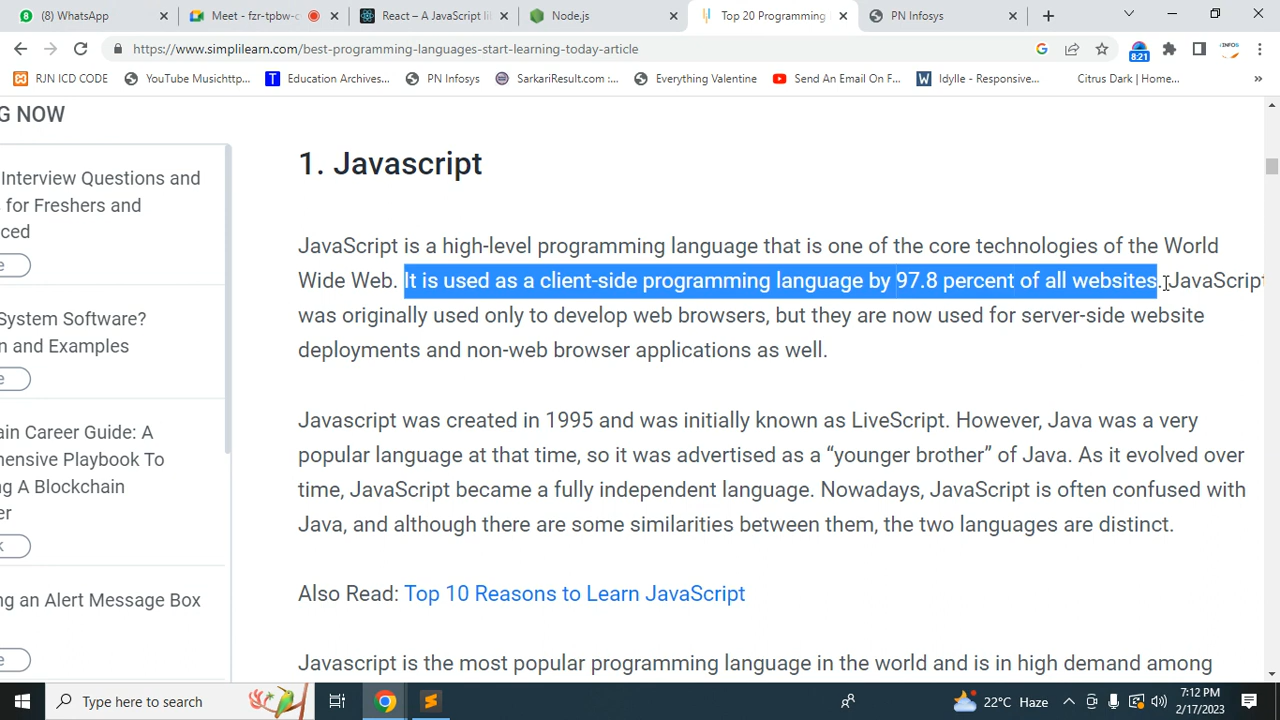 (8) WhatsApp
Meet - fzr-tpbw-c
React – A JavaScript li
Node.js
Top 20 Programming
PN Infosys
https://www.simplilearn.com/best-programming-languages-start-learning-today-article
8:21
RJN ICD CODE
YouTube Musichttp...
Education Archives...
PN Infosys
SarkariResult.com :...
Everything Valentine
Send An Email On F...
Idylle - Responsive...
Citrus Dark | Home...
G NOW
Interview Questions and
for Freshers and
ced
e
System Software?
n and Examples
e
ain Career Guide: A
hensive Playbook To
g A Blockchain
er
k
ng an Alert Message Box
e
1. Javascript
JavaScript is a high-level programming language that is one of the core technologies of the World
Wide Web. It is used as a client-side programming language by 97.8 percent of all websites. JavaScript
was originally used only to develop web browsers, but they are now used for server-side website
deployments and non-web browser applications as well.
Javascript was created in 1995 and was initially known as LiveScript. However, Java was a very
popular language at that time, so it was advertised as a “younger brother” of Java. As it evolved over
time, JavaScript became a fully independent language. Nowadays, JavaScript is often confused with
Java, and although there are some similarities between them, the two languages are distinct.
Also Read: Top 10 Reasons to Learn JavaScript
Javascript is the most popular programming language in the world and is in high demand among
Type here to search
22°C Haze
7:12 PM
2/17/2023